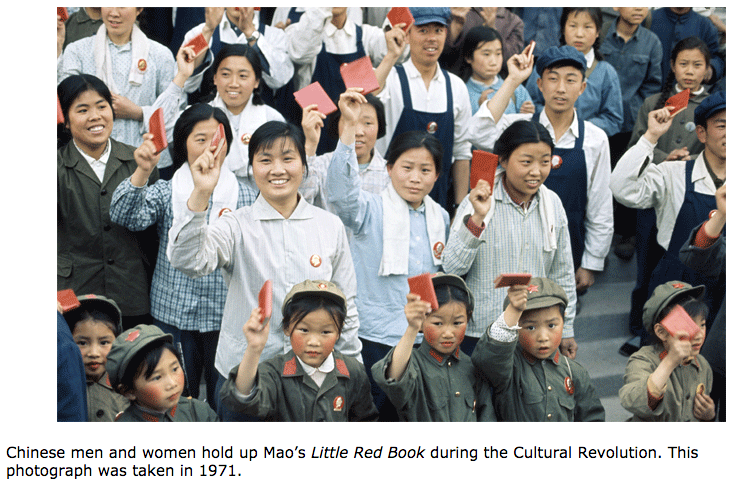 Chinese men and women hold up Mao’s Little Red Book during the Cultural Revolution. This
photograph was taken in 1971.